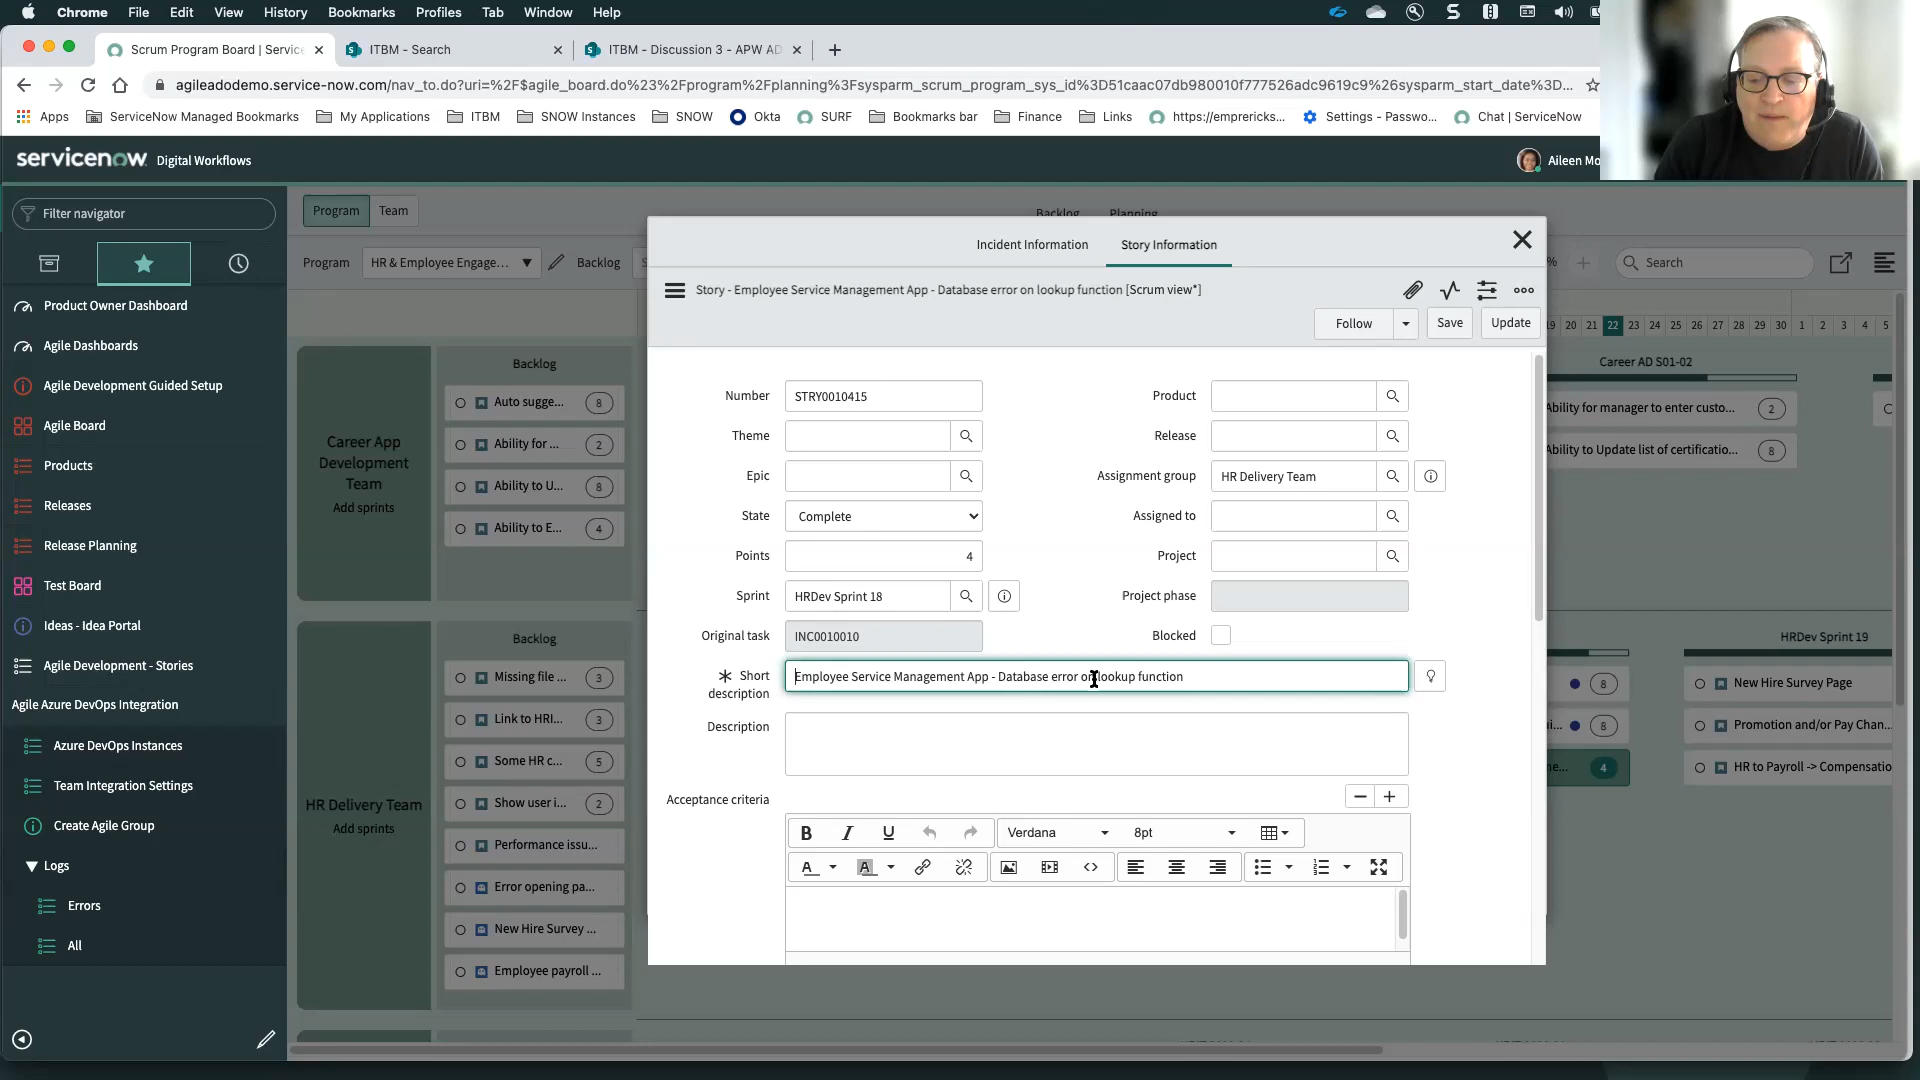 Chrome File Edit View History Bookmarks Profiles Tab Window Help
Scrum Program Board | Service
ITBM - Search
ITBM - Discussion 3 - APW AD
agileadodemo.service-now.com/nav_to.do?uri=%2F$agile_board.do%23%2Fprogram%2Fplanning%3Fsysparm_scrum_program_sys_id%3D51caac07db980010f777526adc9619c9%26sysparm_start_date%3D...
Apps ServiceNow Managed Bookmarks My Applications ITBM SNOW Instances SNOW Okta SURF Bookmarks bar Finance Links https://emprericks... Settings - Passwo... Chat | ServiceNow
servicenow Digital Workflows
Aileen Mo
Filter navigator
Product Owner Dashboard
Agile Dashboards
Agile Development Guided Setup
Agile Board
Products
Releases
Release Planning
Test Board
Ideas - Idea Portal
Agile Development - Stories
Agile Azure DevOps Integration
Azure DevOps Instances
Team Integration Settings
Create Agile Group
Logs
Errors
All
Program Team
Backlog Planning
Program HR & Employee Engage... Backlog
% Search
Career App Development Team
Add sprints
Backlog
Auto sugge... 8
Ability for ... 2
Ability to U... 8
Ability to E... 4
HR Delivery Team
Add sprints
Backlog
Missing file ... 3
Link to HRI... 3
Some HR c... 5
Show user i... 2
Performance issu...
Error opening pa...
New Hire Survey ...
Employee payroll ...
Incident Information Story Information
Story - Employee Service Management App - Database error on lookup function [Scrum view*]
Follow Save Update
Number STRY0010415
Theme
Epic
State Complete
Points 4
Sprint HRDev Sprint 18
Original task INC0010010
Product
Release
Assignment group HR Delivery Team
Assigned to
Project
Project phase
Blocked
Short description Employee Service Management App - Database error on lookup function
Description
Acceptance criteria
B I U Verdana 8pt
A A
20 21 22 23 24 25 26 27 28 29 30 1 2 3 4 5
Career AD S01-02
Ability for manager to enter custo... 2
Ability to Update list of certificatio... 8
HRDev Sprint 19
8
8
4
New Hire Survey Page
Promotion and/or Pay Chan...
HR to Payroll -> Compensatio